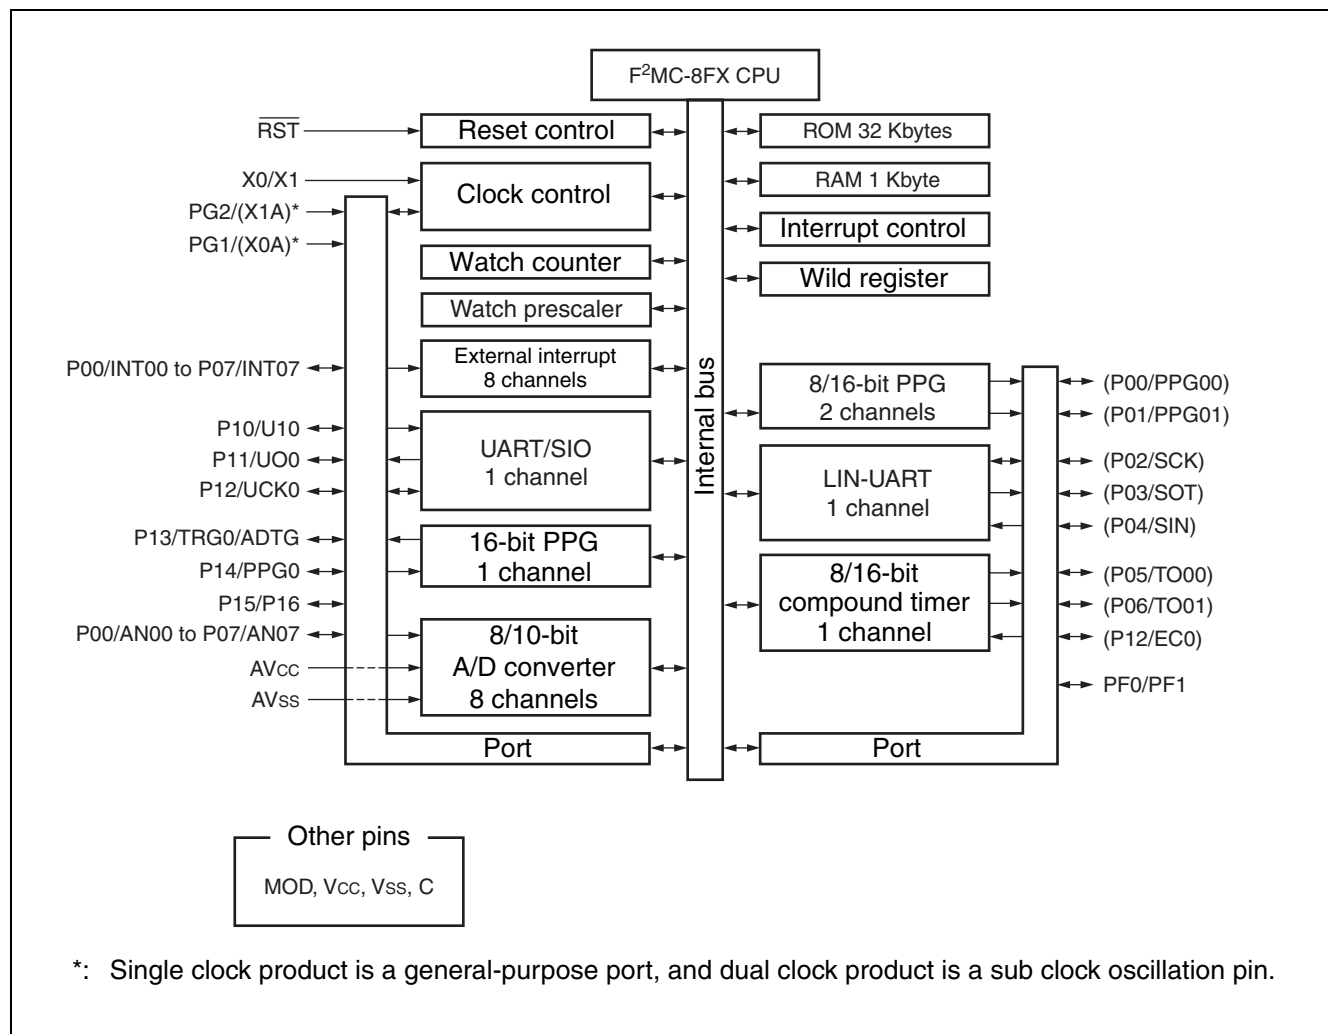 F²MC-8FX CPU
RST
Reset control
ROM 32 Kbytes
X0/X1
Clock control
RAM 1 Kbyte
PG2/(X1A)*
PG1/(X0A)*
Interrupt control
Watch counter
Wild register
Watch prescaler
Internal bus
P00/INT00 to P07/INT07
External interrupt
8 channels
8/16-bit PPG
2 channels
(P00/PPG00)
(P01/PPG01)
P10/U10
P11/UO0
P12/UCK0
UART/SIO
1 channel
LIN-UART
1 channel
(P02/SCK)
(P03/SOT)
(P04/SIN)
P13/TRG0/ADTG
P14/PPG0
16-bit PPG
1 channel
8/16-bit
compound timer
1 channel
(P05/TO00)
(P06/TO01)
(P12/EC0)
P15/P16
P00/AN00 to P07/AN07
AVcc
AVss
8/10-bit
A/D converter
8 channels
PF0/PF1
Port
Port
Other pins
MOD, Vcc, Vss, C
*: Single clock product is a general-purpose port, and dual clock product is a sub clock oscillation pin.